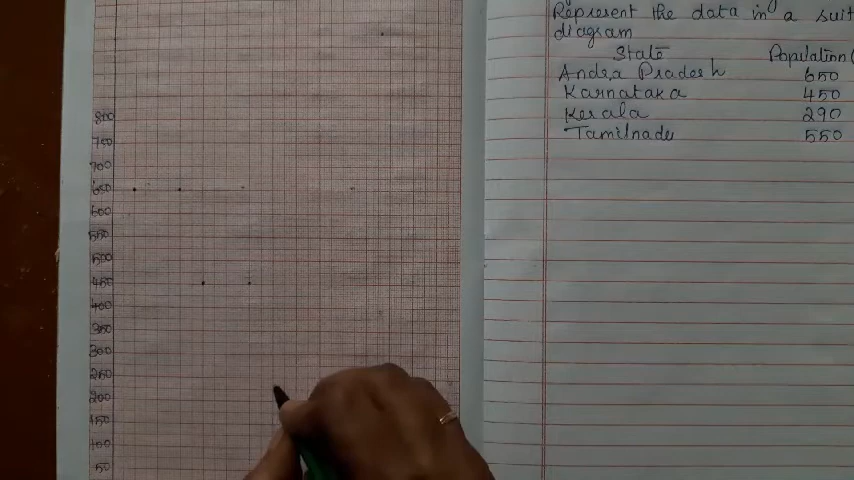 Represent the data in a suit
diagram
State Population (
Andra Pradesh 650
Karnataka 450
Kerala 290
Tamilnadu 550
800
750
700
650
600
550
500
450
400
350
300
250
200
150
100
50